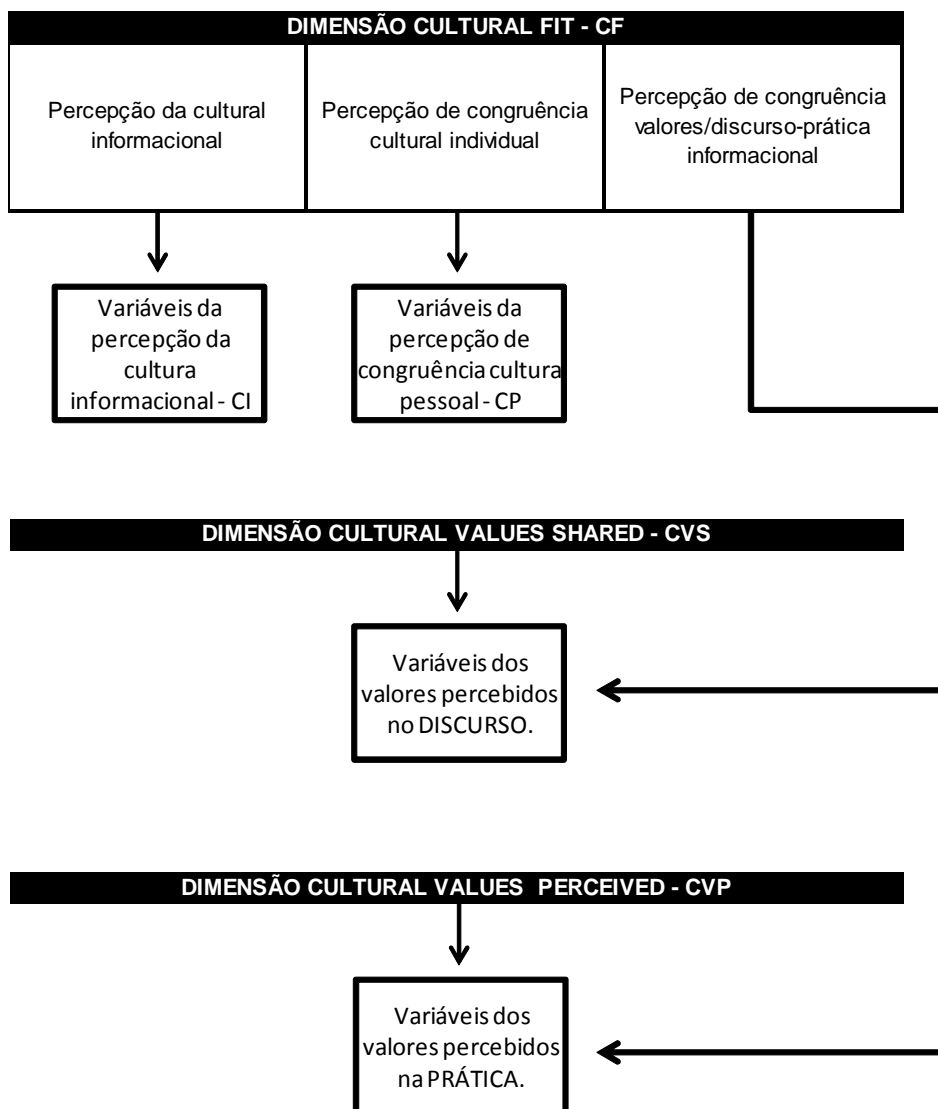 DIMENSÃO CULTURAL FIT - CF
Percepção da cultural
informacional
Percepção de congruência
cultural individual
Percepção de congruência
valores/discurso-prática
informacional
Variáveis da
percepção da
cultura
informacional - CI
Variáveis da
percepção de
congruência cultura
pessoal - CP
DIMENSÃO CULTURAL VALUES SHARED - CVS
Variáveis dos
valores percebidos
no DISCURSO.
DIMENSÃO CULTURAL VALUES PERCEIVED - CVP
Variáveis dos
valores percebidos
na PRÁTICA.